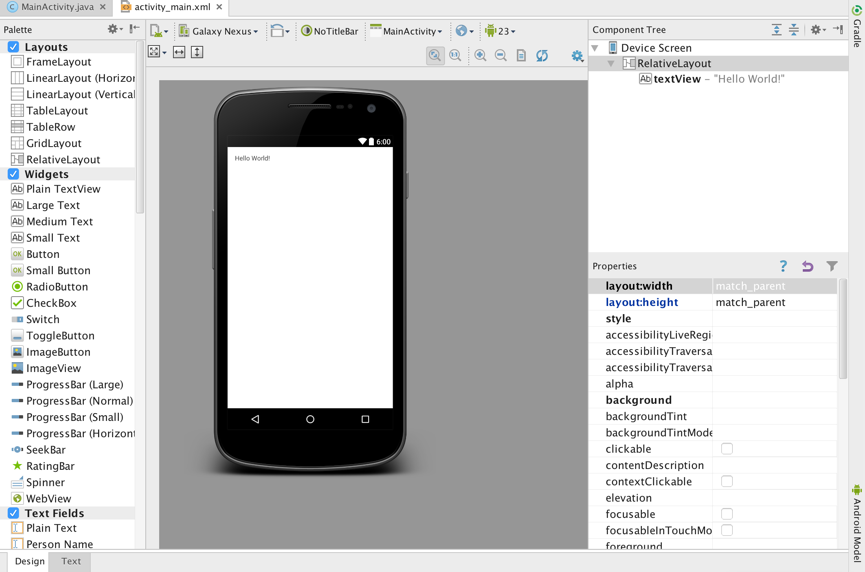 MainActivity.java
activity_main.xml
Palette
Galaxy Nexus
NoTitleBar
MainActivity
23
Component Tree
Gradle
Layouts
FrameLayout
LinearLayout (Horizon
LinearLayout (Vertica
TableLayout
TableRow
GridLayout
RelativeLayout
Widgets
Plain TextView
Large Text
Medium Text
Small Text
Button
Small Button
RadioButton
CheckBox
Switch
ToggleButton
ImageButton
ImageView
ProgressBar (Large)
ProgressBar (Normal)
ProgressBar (Small)
ProgressBar (Horizont
SeekBar
RatingBar
Spinner
WebView
Text Fields
Plain Text
Person Name
6:00
Hello World!
Device Screen
RelativeLayout
Ab textView – "Hello World!"
Properties
layout:width match_parent
layout:height match_parent
style
accessibilityLiveRegi
accessibilityTraversa
accessibilityTraversa
alpha
background
backgroundTint
backgroundTintMode
clickable
contentDescription
contextClickable
elevation
focusable
focusableInTouchMo
foreground
Android Model
Design
Text